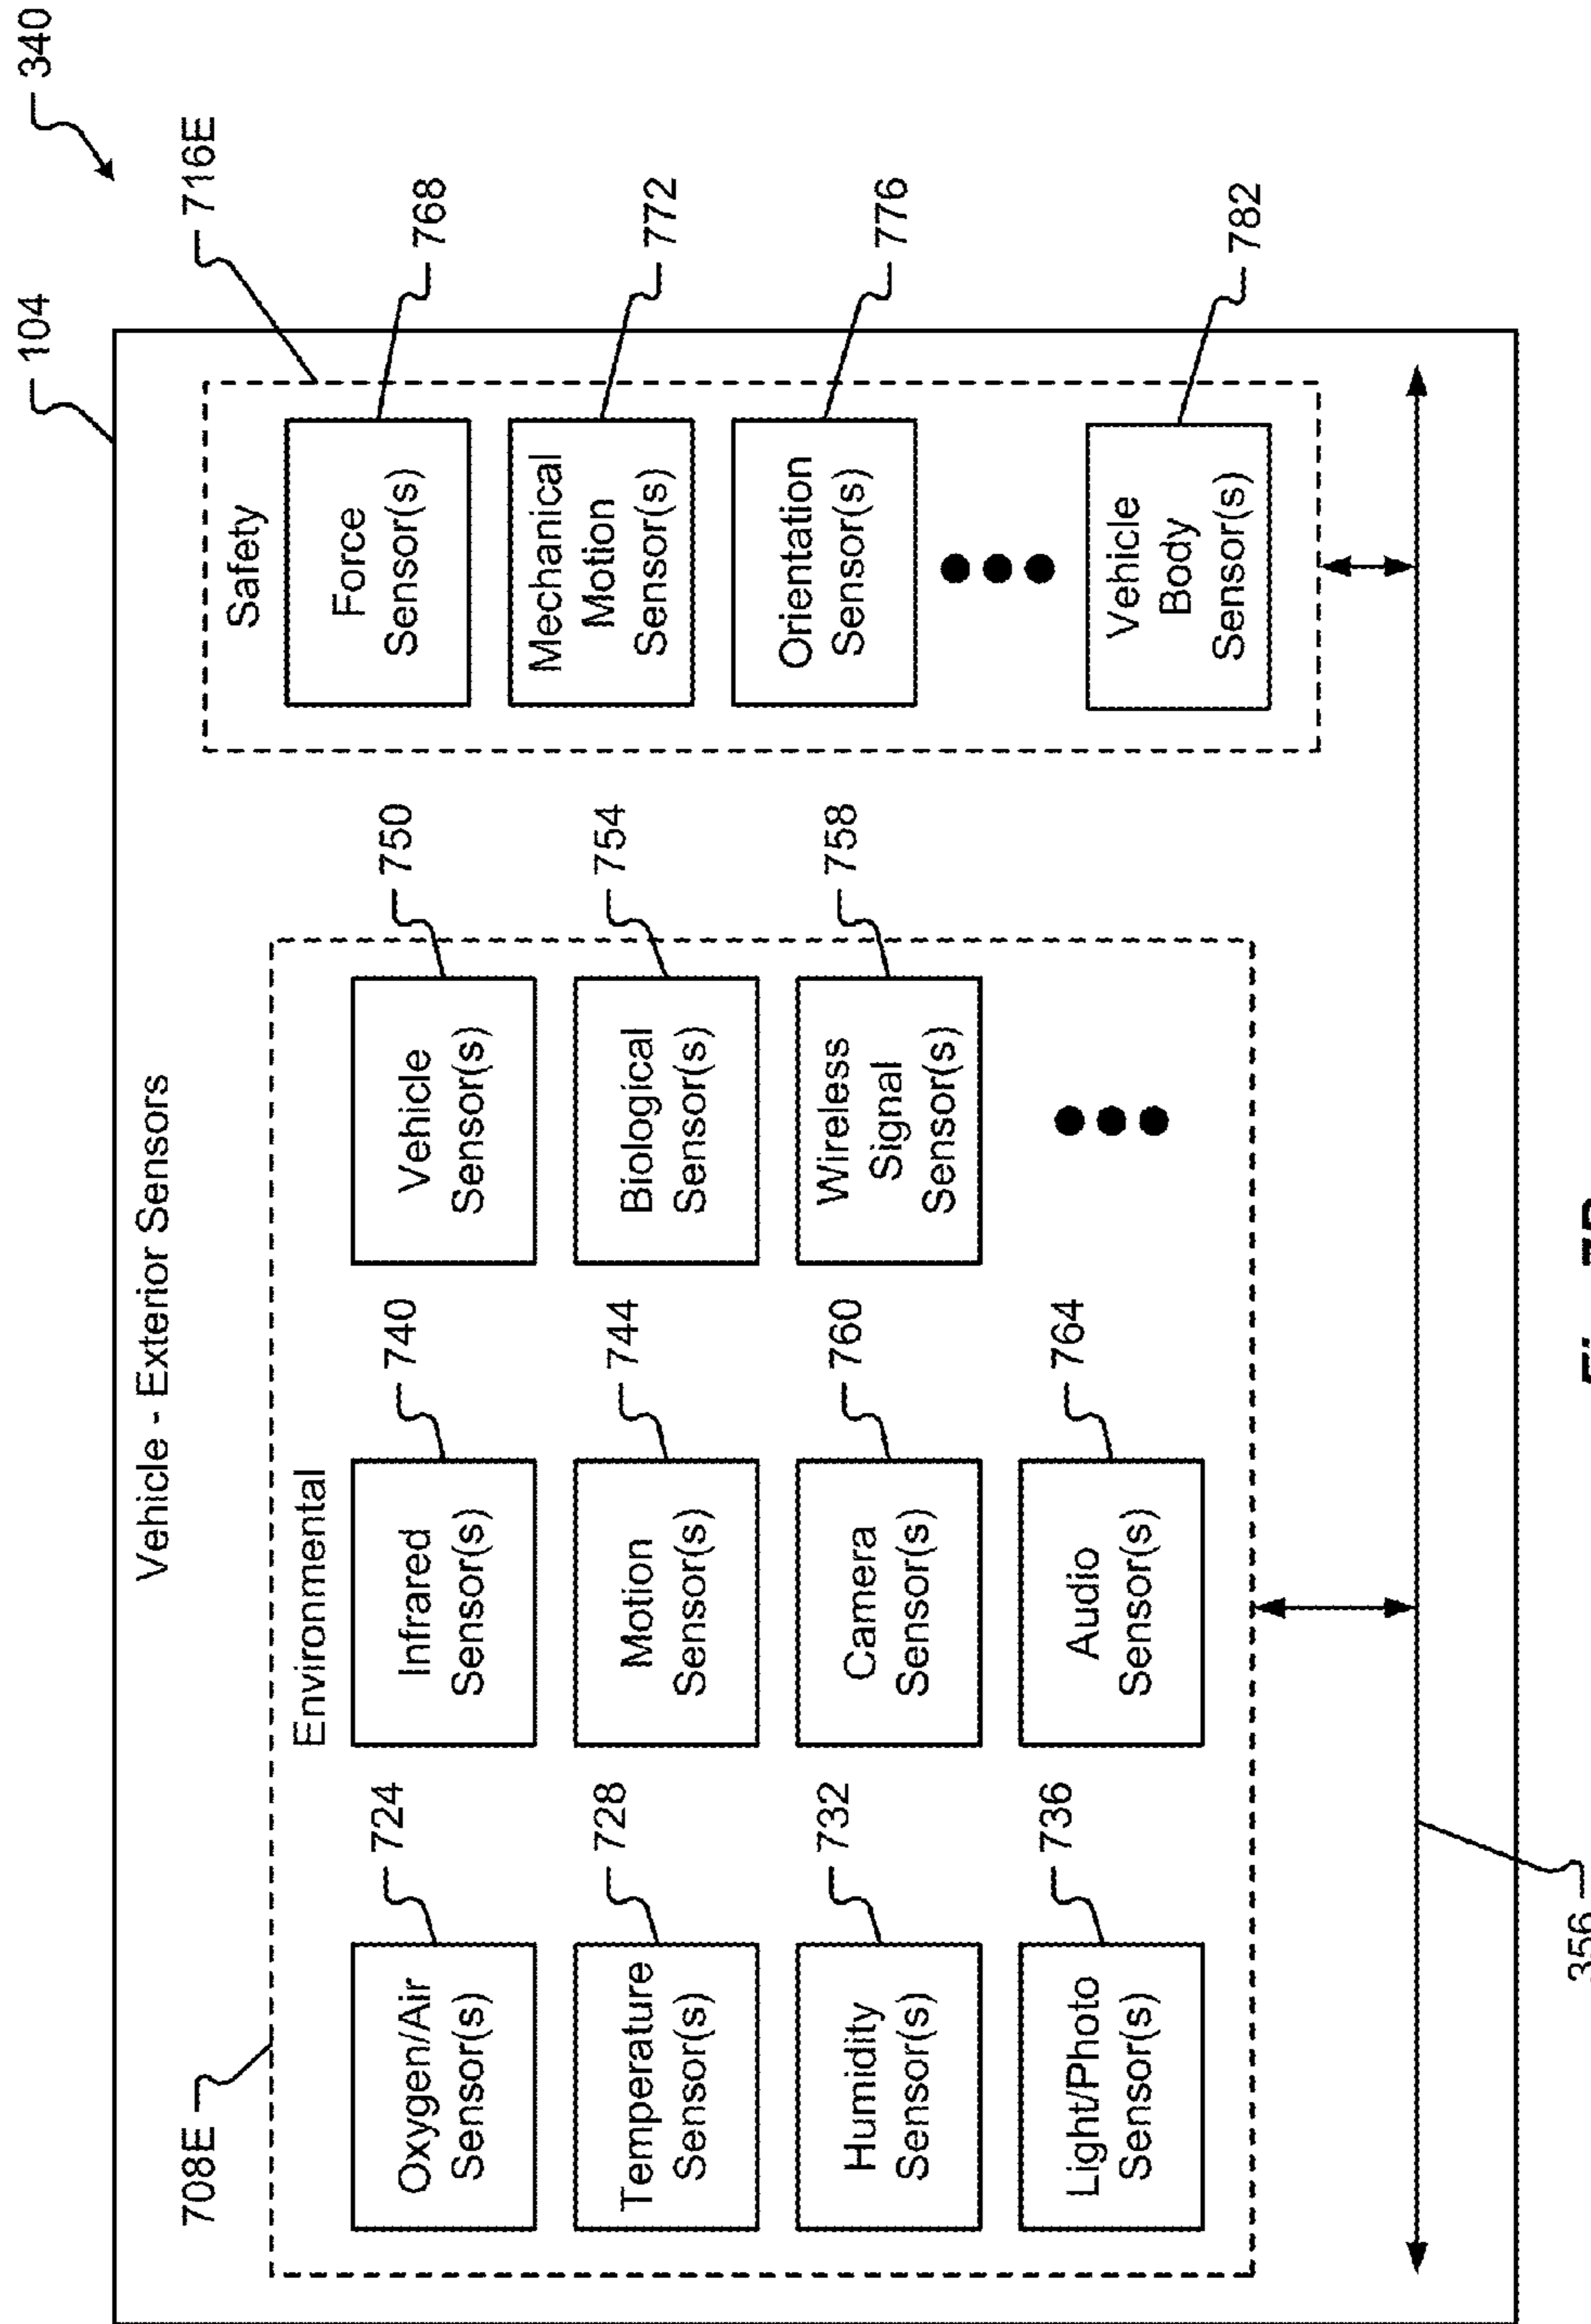 340
104
716E
Vehicle - Exterior Sensors
708E
Environmental
724
Oxygen/Air
Sensor(s)
728
Temperature
Sensor(s)
732
Humidity
Sensor(s)
736
Light/Photo
Sensor(s)
740
Infrared
Sensor(s)
744
Motion
Sensor(s)
760
Camera
Sensor(s)
764
Audio
Sensor(s)
750
Vehicle
Sensor(s)
754
Biological
Sensor(s)
758
Wireless
Signal
Sensor(s)
Safety
Force
Sensor(s)
768
Mechanical
Motion
Sensor(s)
772
Orientation
Sensor(s)
776
Vehicle
Body
Sensor(s)
782
356